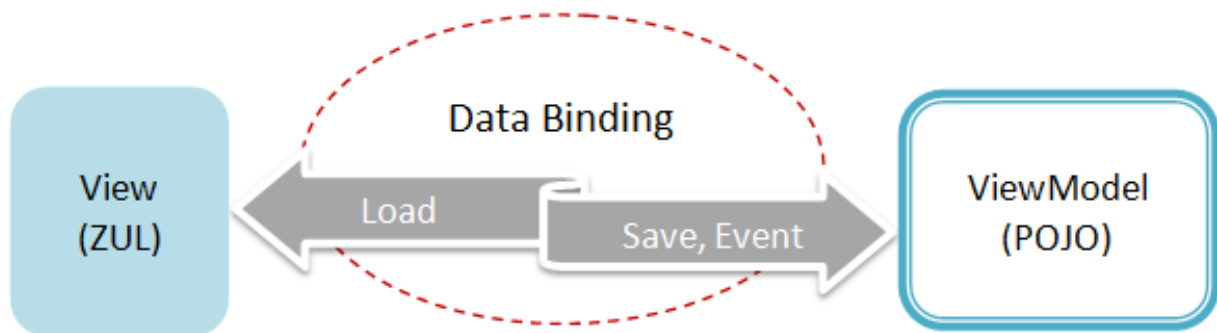 Data Binding
View
(ZUL)
Load
Save, Event
ViewModel
(POJO)